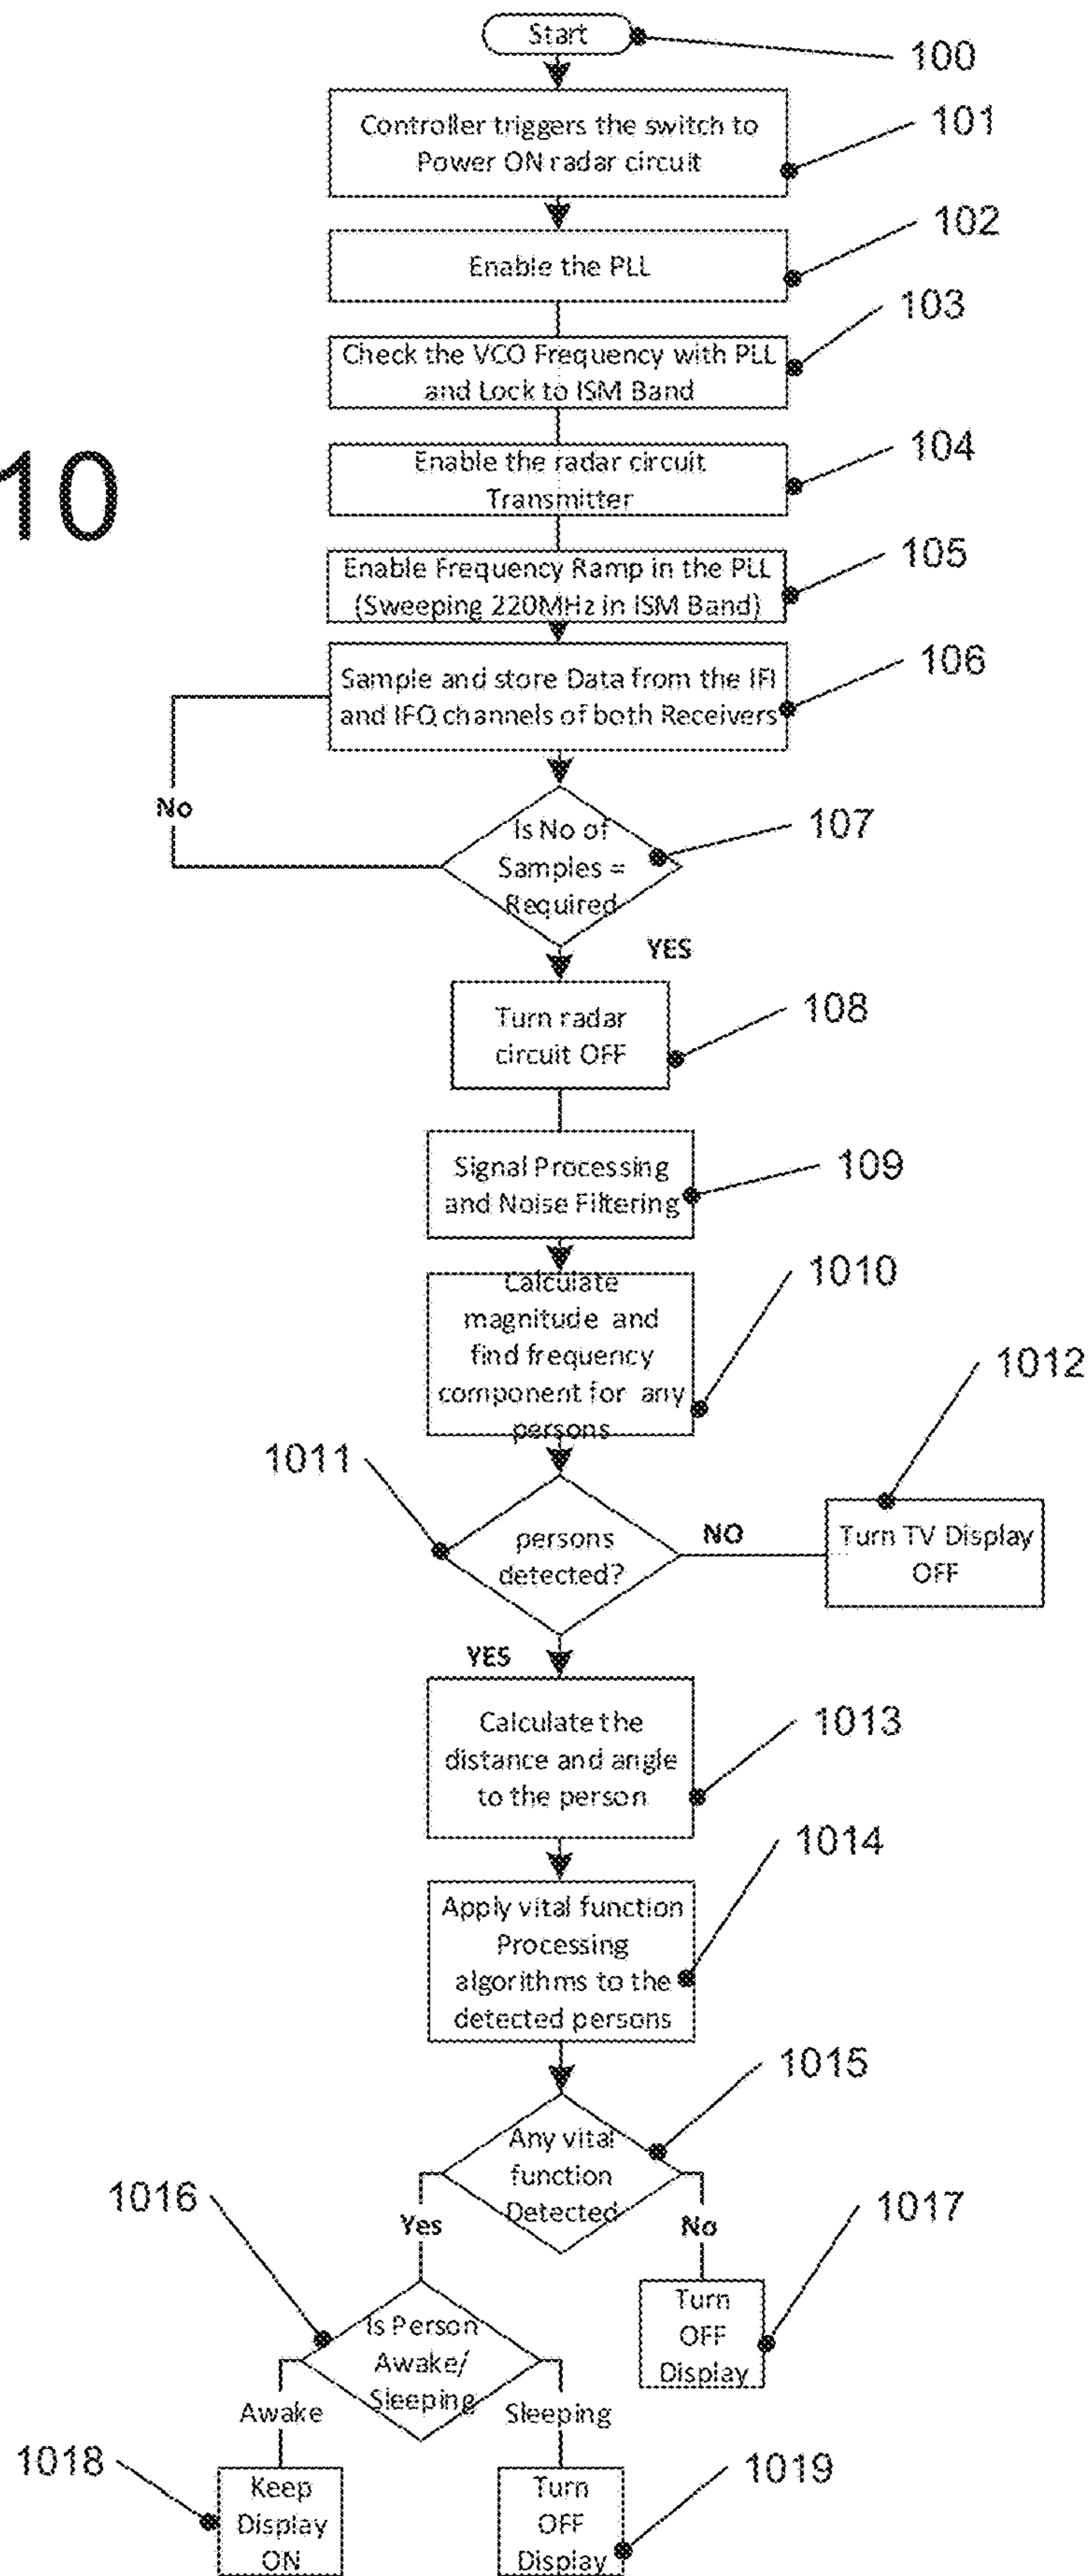 Start
100
Controller triggers the switch to
Power ON radar circuit
101
Enable the PLL
102
Check the VCO Frequency with PLL
and Lock to ISM Band
103
10
Enable the radar circuit
Transmitter
104
Enable Frequency Ramp in the PLL
(Sweeping 220MHz in ISM Band)
105
Sample and store Data from the IFI
and IFQ channels of both Receivers
106
No
Is No of
Samples =
Required
107
YES
Turn radar
circuit OFF
108
Signal Processing
and Noise Filtering
109
Calculate
magnitude and
find frequency
component for any
persons
1010
1011
persons
detected?
NO
1012
Turn TV Display
OFF
YES
Calculate the
distance and angle
to the person
1013
Apply vital function
Processing
algorithms to the
detected persons
1014
Any vital
function
Detected
1015
Yes
No
1016
Is Person
Awake/
Sleeping
1017
Turn
OFF
Display
Awake
Sleeping
1018
Keep
Display
ON
Turn
OFF
Display
1019